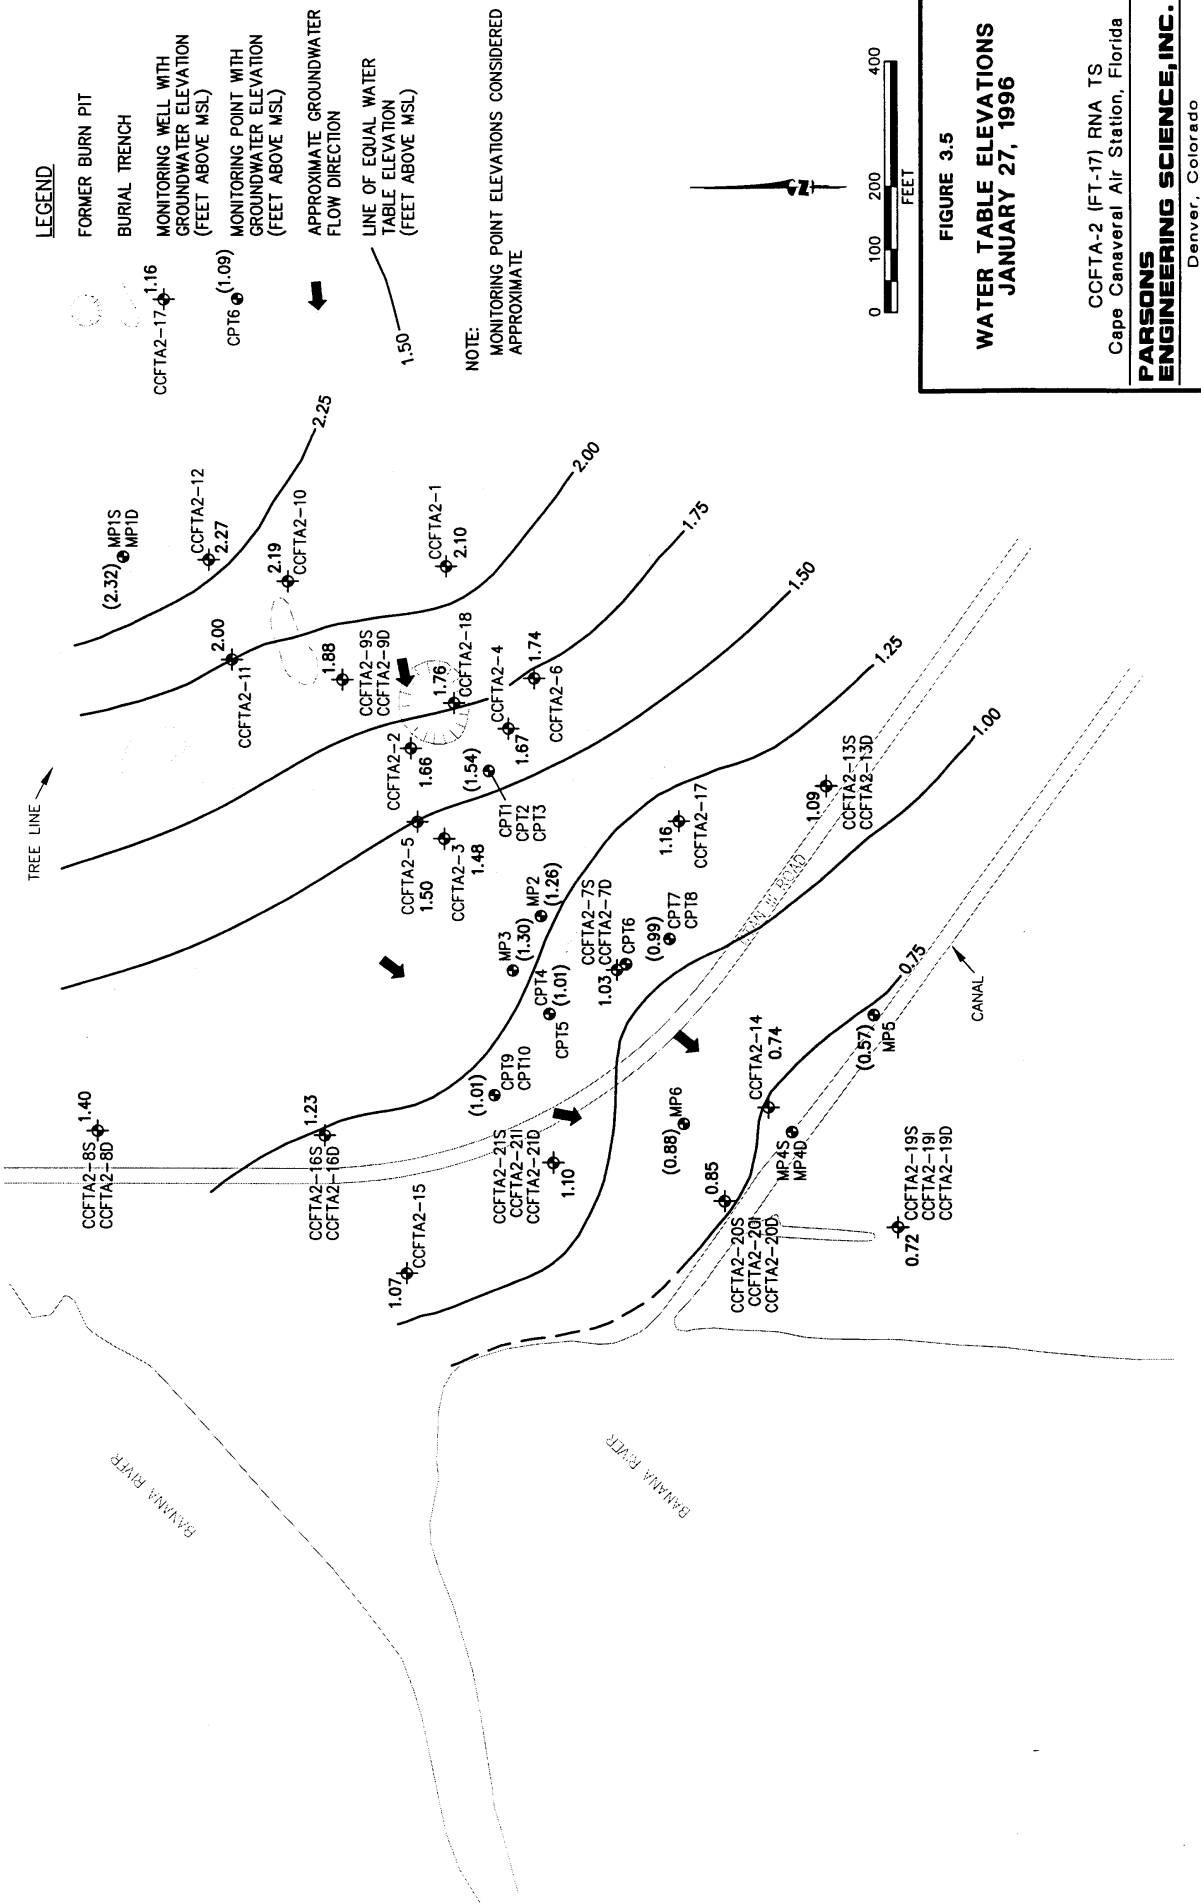 LEGEND
FORMER BURN PIT
BURIAL TRENCH
CCFTA2-17
1.16
MONITORING WELL WITH
GROUNDWATER ELEVATION
(FEET ABOVE MSL)
CPT6
(1.09)
MONITORING POINT WITH
GROUNDWATER ELEVATION
(FEET ABOVE MSL)
APPROXIMATE GROUNDWATER
FLOW DIRECTION
1.50
LINE OF EQUAL WATER
TABLE ELEVATION
(FEET ABOVE MSL)
NOTE:
MONITORING POINT ELEVATIONS CONSIDERED
APPROXIMATE
N
0 100 200 400
FEET
FIGURE 3.5
WATER TABLE ELEVATIONS
JANUARY 27, 1996
CCFTA-2 (FT-17) RNA TS
Cape Canaveral Air Station, Florida
PARSONS
ENGINEERING SCIENCE, INC.
Denver, Colorado
TREE LINE
(2.32)
MP1S
MP1D
CCFTA2-12
2.27
2.19
CCFTA2-10
CCFTA2-1
2.10
2.25
2.00
1.75
1.50
1.25
1.00
0.75
2.00
CCFTA2-11
1.88
CCFTA2-9S
CCFTA2-9D
1.76
CCFTA2-18
CCFTA2-4
1.67
1.74
CCFTA2-6
CCFTA2-2
1.66
(1.54)
CPT1
CPT2
CPT3
CCFTA2-5
1.50
CCFTA2-3
1.48
MP2
(1.26)
MP3
(1.30)
CPT4
(1.01)
CPT5
CCFTA2-7S
CCFTA2-7D
1.03
CPT6
(0.99)
CPT7
CPT8
1.16
CCFTA2-17
1.09
CCFTA2-13S
CCFTA2-13D
ROAD
CANAL
1.40
CCFTA2-8S
CCFTA2-8D
1.23
CCFTA2-16S
CCFTA2-16D
(1.01)
CPT9
CPT10
CCFTA2-21S
CCFTA2-21I
CCFTA2-21D
1.10
1.07
CCFTA2-15
(0.88)
MP6
CCFTA2-14
0.74
(0.57)
MP5
MP4S
MP4D
0.85
CCFTA2-20S
CCFTA2-20I
CCFTA2-20D
0.72
CCFTA2-19S
CCFTA2-19I
CCFTA2-19D
BANANA RIVER
BANANA RIVER